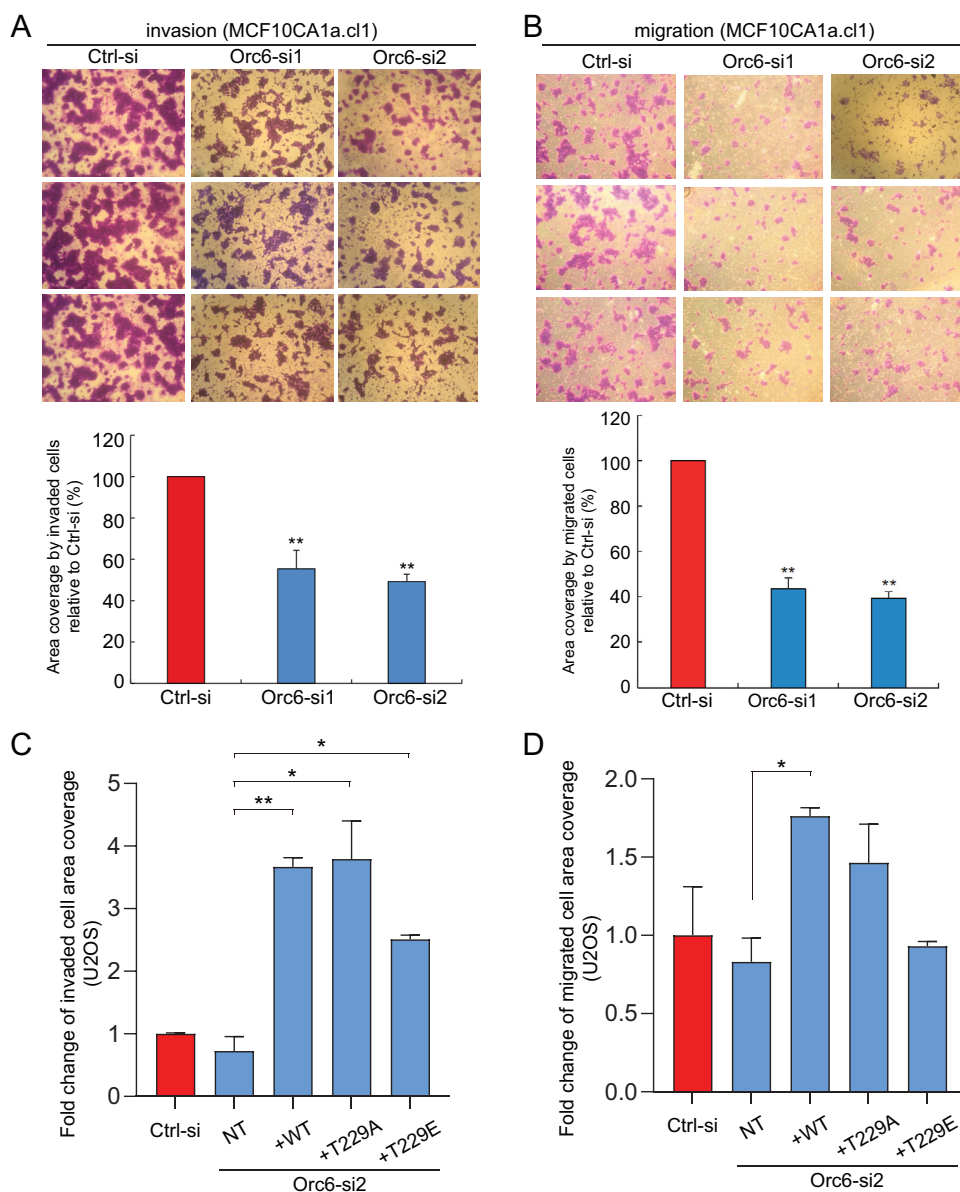 A
invasion (MCF10CA1a.cl1)
Ctrl-si Orc6-si1 Orc6-si2
Area coverage by invaded cells
relative to Ctrl-si (%)
120
100
80
60
40
20
0
**
**
Ctrl-si Orc6-si1 Orc6-si2
B
migration (MCF10CA1a.cl1)
Ctrl-si Orc6-si1 Orc6-si2
Area coverage by migrated cells
relative to Ctrl-si (%)
120
100
80
60
40
20
0
**
**
Ctrl-si Orc6-si1 Orc6-si2
C
Fold change of invaded cell area coverage
(U2OS)
5
4
3
2
1
0
*
*
**
Ctrl-si NT +WT +T229A +T229E
Orc6-si2
D
Fold change of migrated cell area coverage
(U2OS)
2.0
1.5
1.0
0.5
0.0
*
Ctrl-si NT +WT +T229A +T229E
Orc6-si2